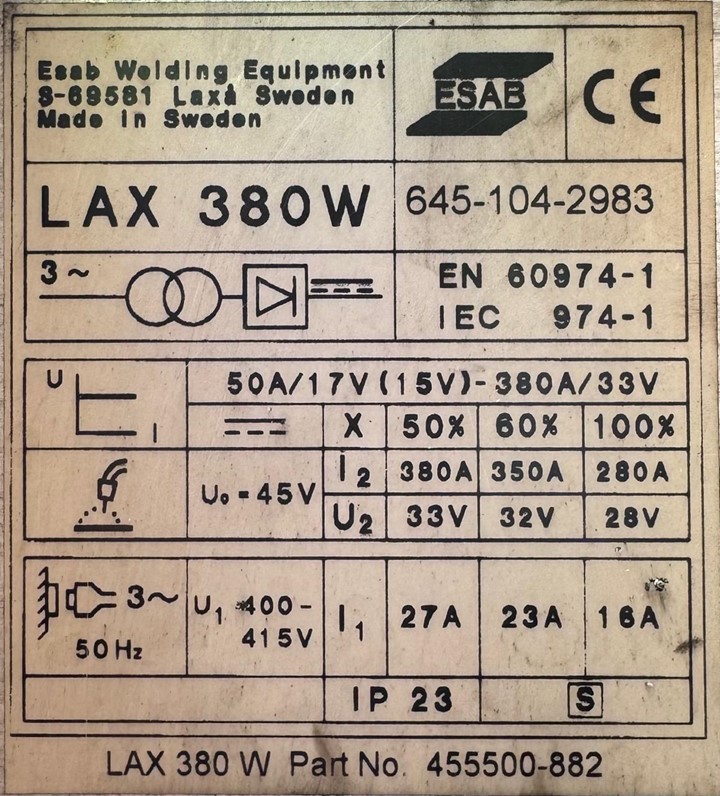 Esab Welding Equipment
S-69581 Laxå Sweden
Made in Sweden
ESAB
CE
LAX 380W
645-104-2983
3~
EN 60974-1
IEC 974-1
U
I
50A/17V(15V)-380A/33V
X 50% 60% 100%
U₀=45V
I₂ 380A 350A 280A
U₂ 33V 32V 28V
3~
50Hz
U₁ 400-
415V
I₁ 27A 23A 16A
IP 23
S
LAX 380 W Part No. 455500-882